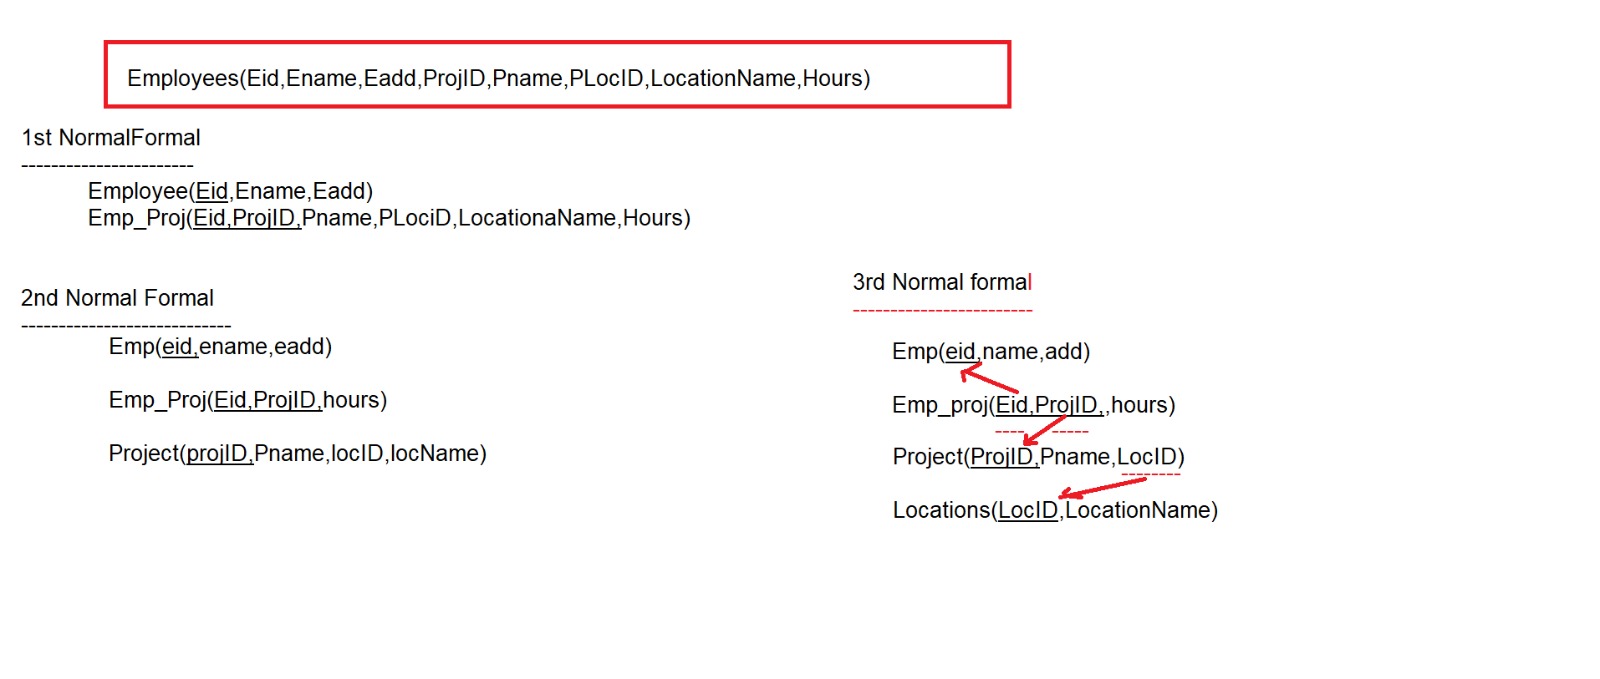 Employees(Eid,Ename,Eadd,ProjID,Pname,PLocID,LocationName,Hours)
1st NormalFormal
-----------------------
Employee(Eid,Ename,Eadd)
Emp_Proj(Eid,ProjID,Pname,PLociD,LocationaName,Hours)
2nd Normal Formal
----------------------------
Emp(eid,ename,eadd)
Emp_Proj(Eid,ProjID,hours)
Project(projID,Pname,locID,locName)
3rd Normal formal
------------------------
Emp(eid,name,add)
Emp_proj(Eid,ProjID,,hours)
Project(ProjID,Pname,LocID)
Locations(LocID,LocationName)